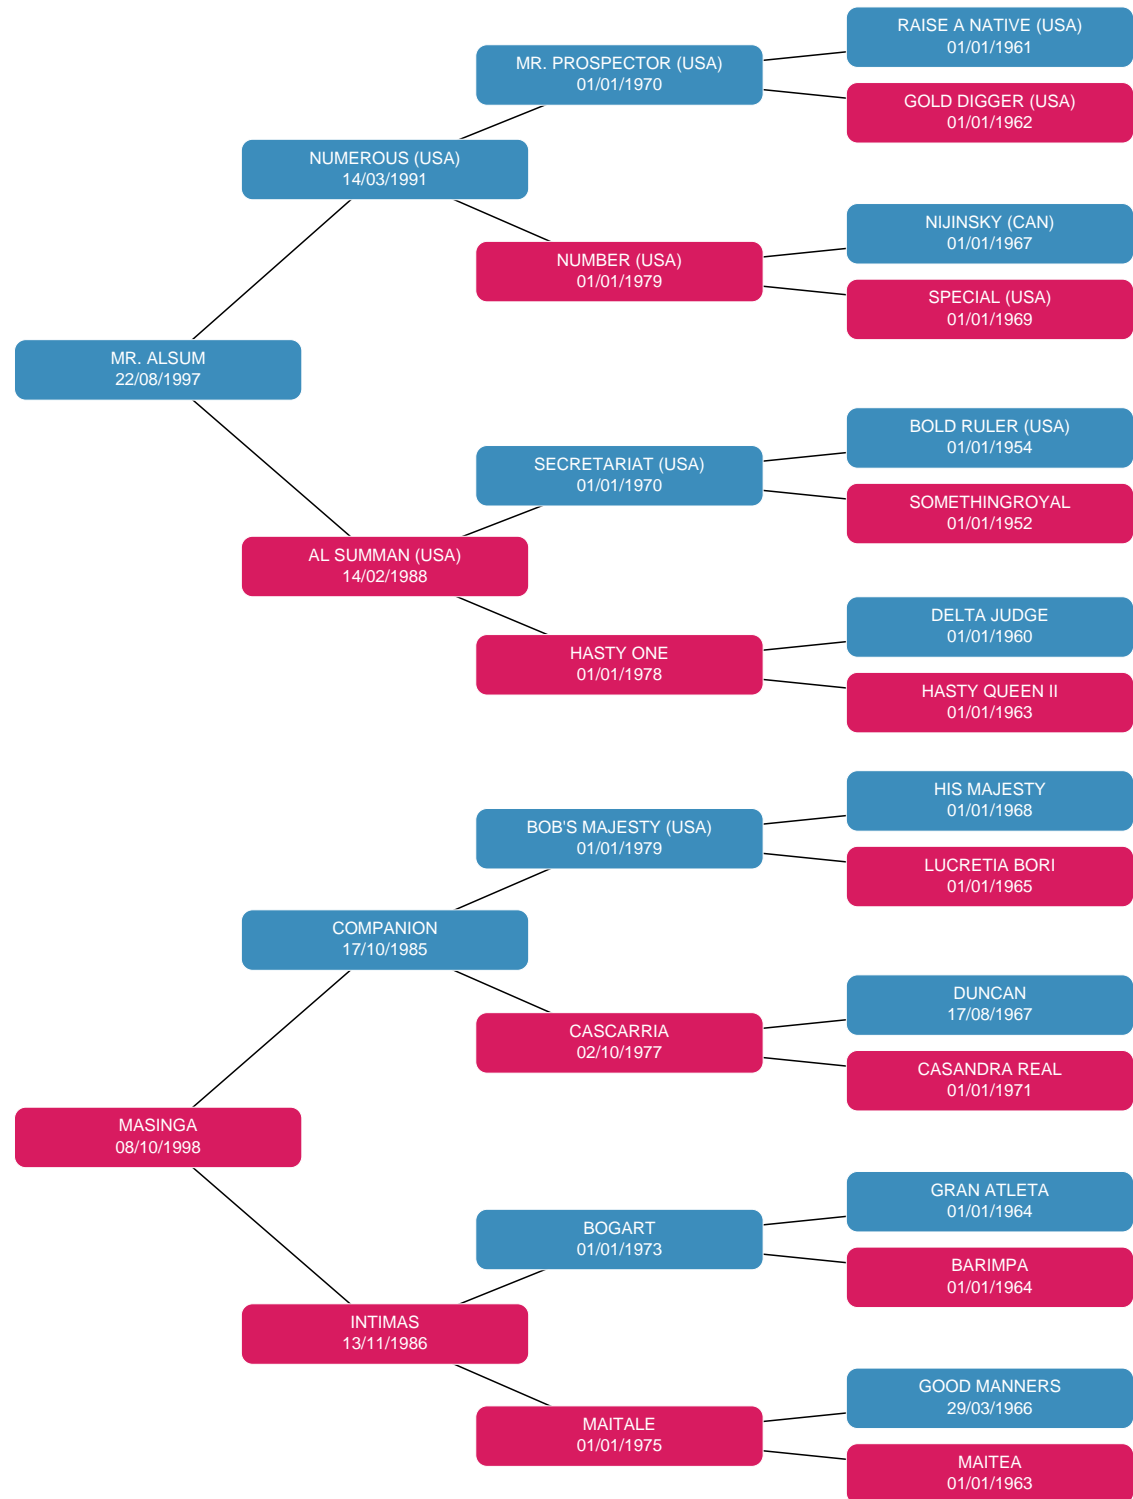 RAISE A NATIVE (USA)
01/01/1961
MR. PROSPECTOR (USA)
01/01/1970
GOLD DIGGER (USA)
01/01/1962
NUMEROUS (USA)
14/03/1991
NIJINSKY (CAN)
01/01/1967
NUMBER (USA)
01/01/1979
SPECIAL (USA)
01/01/1969
MR. ALSUM
22/08/1997
BOLD RULER (USA)
01/01/1954
SECRETARIAT (USA)
01/01/1970
SOMETHINGROYAL
01/01/1952
AL SUMMAN (USA)
14/02/1988
DELTA JUDGE
01/01/1960
HASTY ONE
01/01/1978
HASTY QUEEN II
01/01/1963
HIS MAJESTY
01/01/1968
BOB'S MAJESTY (USA)
01/01/1979
LUCRETIA BORI
01/01/1965
COMPANION
17/10/1985
DUNCAN
17/08/1967
CASCARRIA
02/10/1977
CASANDRA REAL
01/01/1971
MASINGA
08/10/1998
GRAN ATLETA
01/01/1964
BOGART
01/01/1973
BARIMPA
01/01/1964
INTIMAS
13/11/1986
GOOD MANNERS
29/03/1966
MAITALE
01/01/1975
MAITEA
01/01/1963